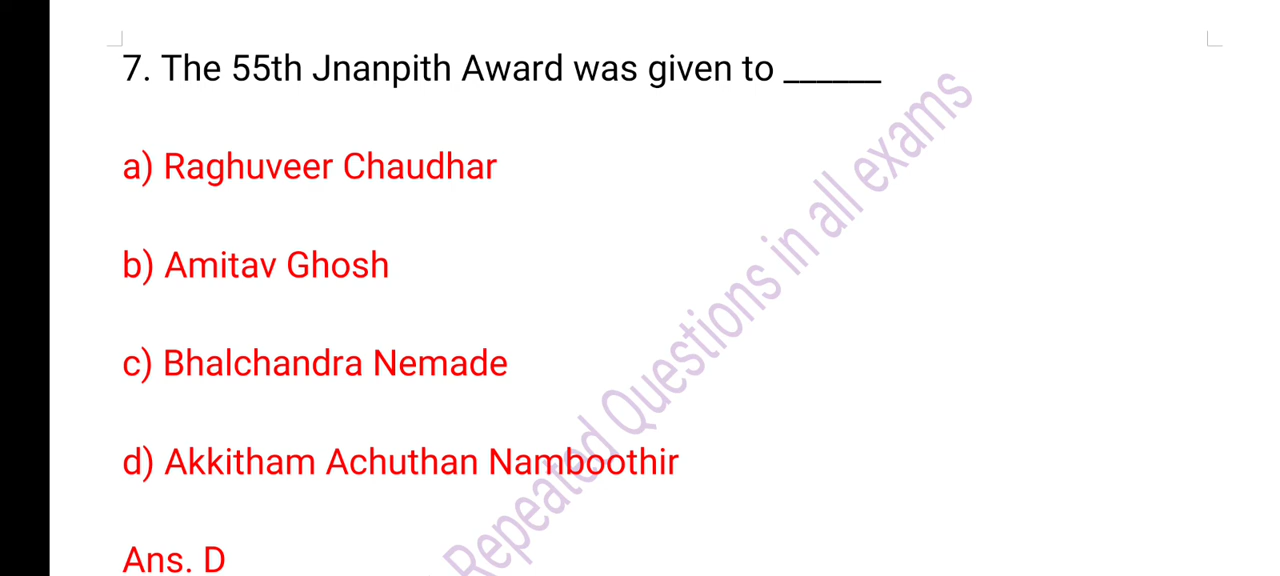 7. The 55th Jnanpith Award was given to ______
a) Raghuveer Chaudhar
b) Amitav Ghosh
c) Bhalchandra Nemade
d) Akkitham Achuthan Namboothir
Ans. D
Repeated Questions in all exams